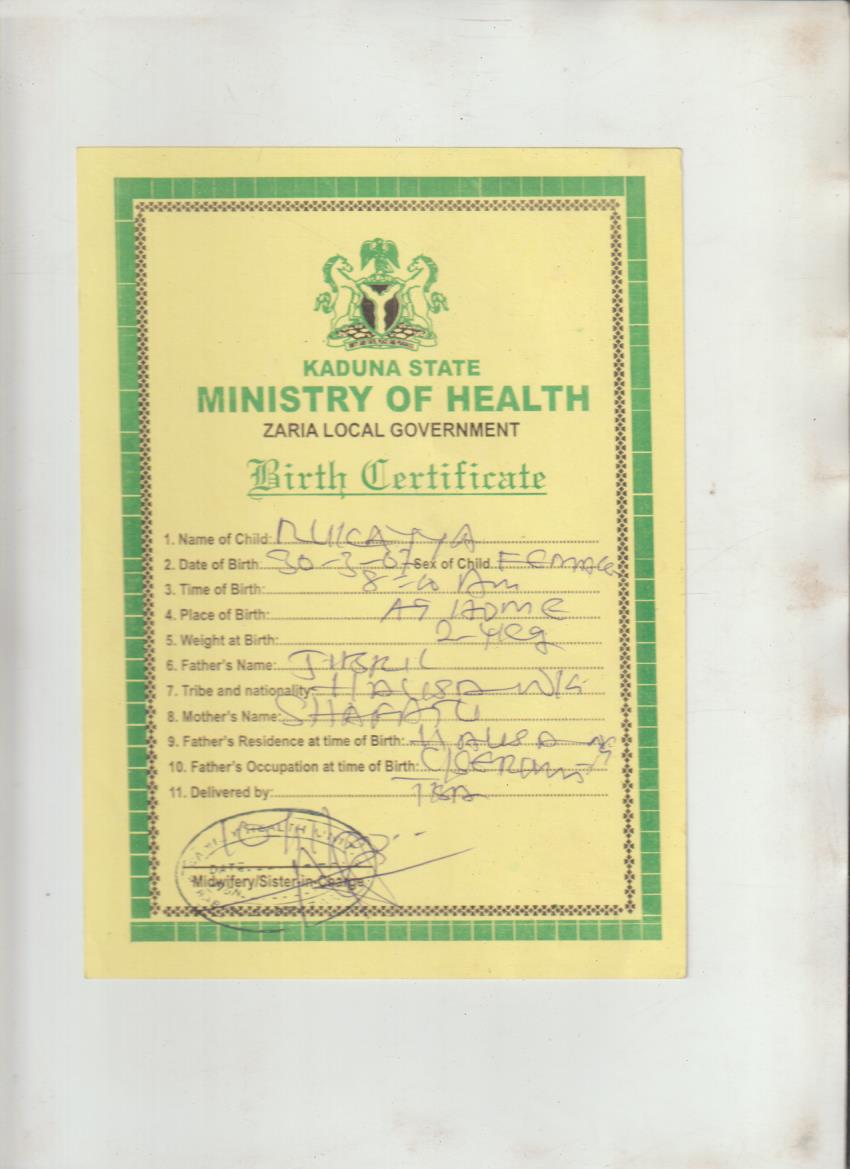 KADUNA STATE
MINISTRY OF HEALTH
ZARIA LOCAL GOVERNMENT
Birth Certificate
1. Name of Child: RUKAYYA
2. Date of Birth: 30-3-07 Sex of Child FEMALE
3. Time of Birth: 8-10 Am
4. Place of Birth: AT HOME
5. Weight at Birth: 2-4kg
6. Father's Name: JIBRIL
7. Tribe and nationality: HAUSA
8. Mother's Name: SHAFATU
9. Father's Residence at time of Birth:
10. Father's Occupation at time of Birth:
11. Delivered by: TBA
HEALTH
DATE
Midwifery/Sister-in-Charge